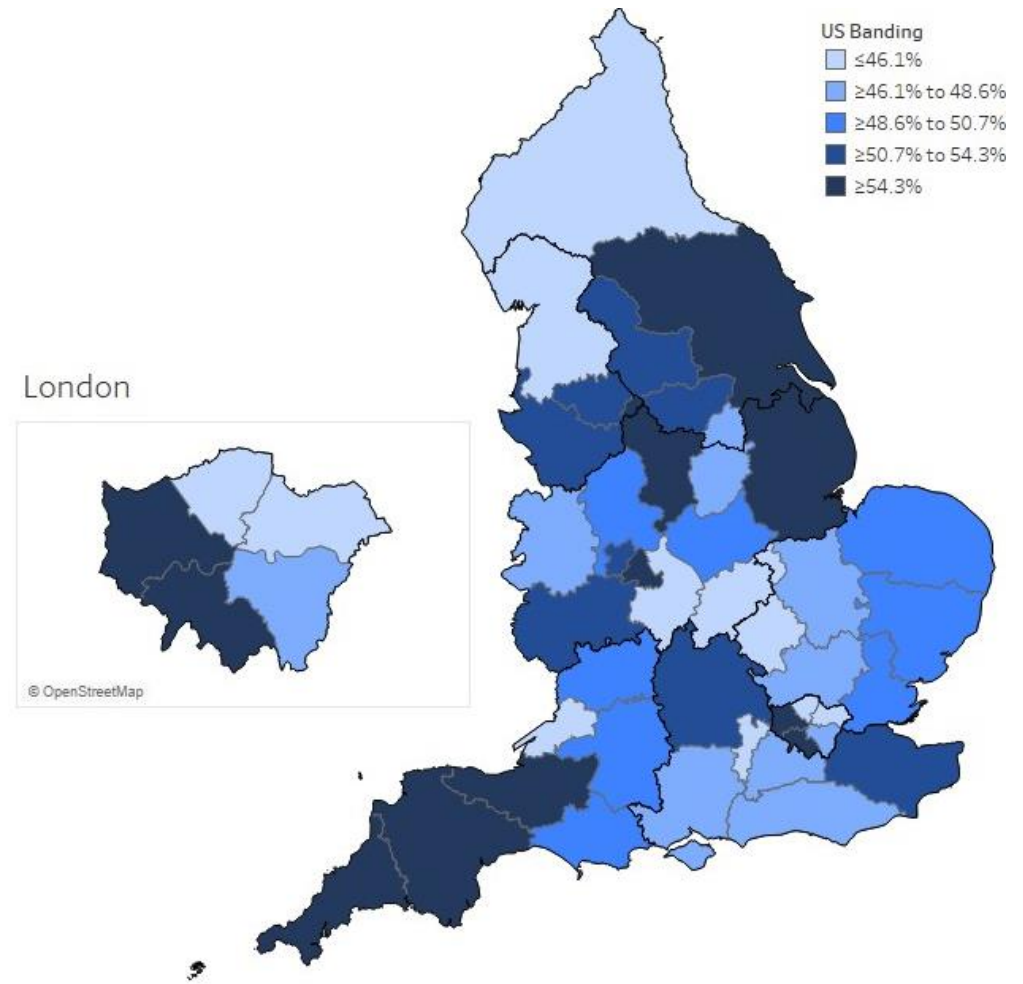 US Banding
≤46.1%
≥46.1% to 48.6%
≥48.6% to 50.7%
≥50.7% to 54.3%
≥54.3%
London
© OpenStreetMap